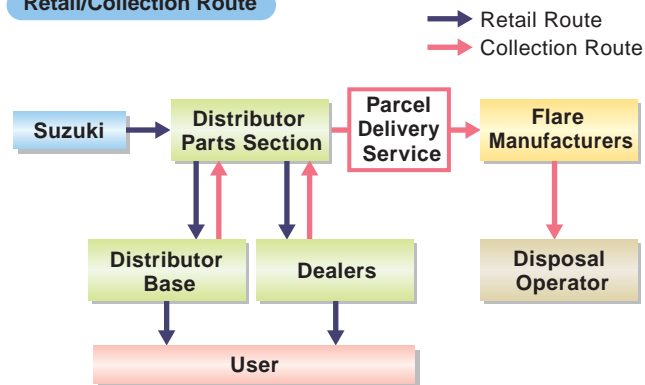 Retail/Collection Route
Retail Route
Collection Route
Suzuki
Distributor
Parts Section
Parcel
Delivery
Service
Flare
Manufacturers
Distributor
Base
Dealers
Disposal
Operator
User